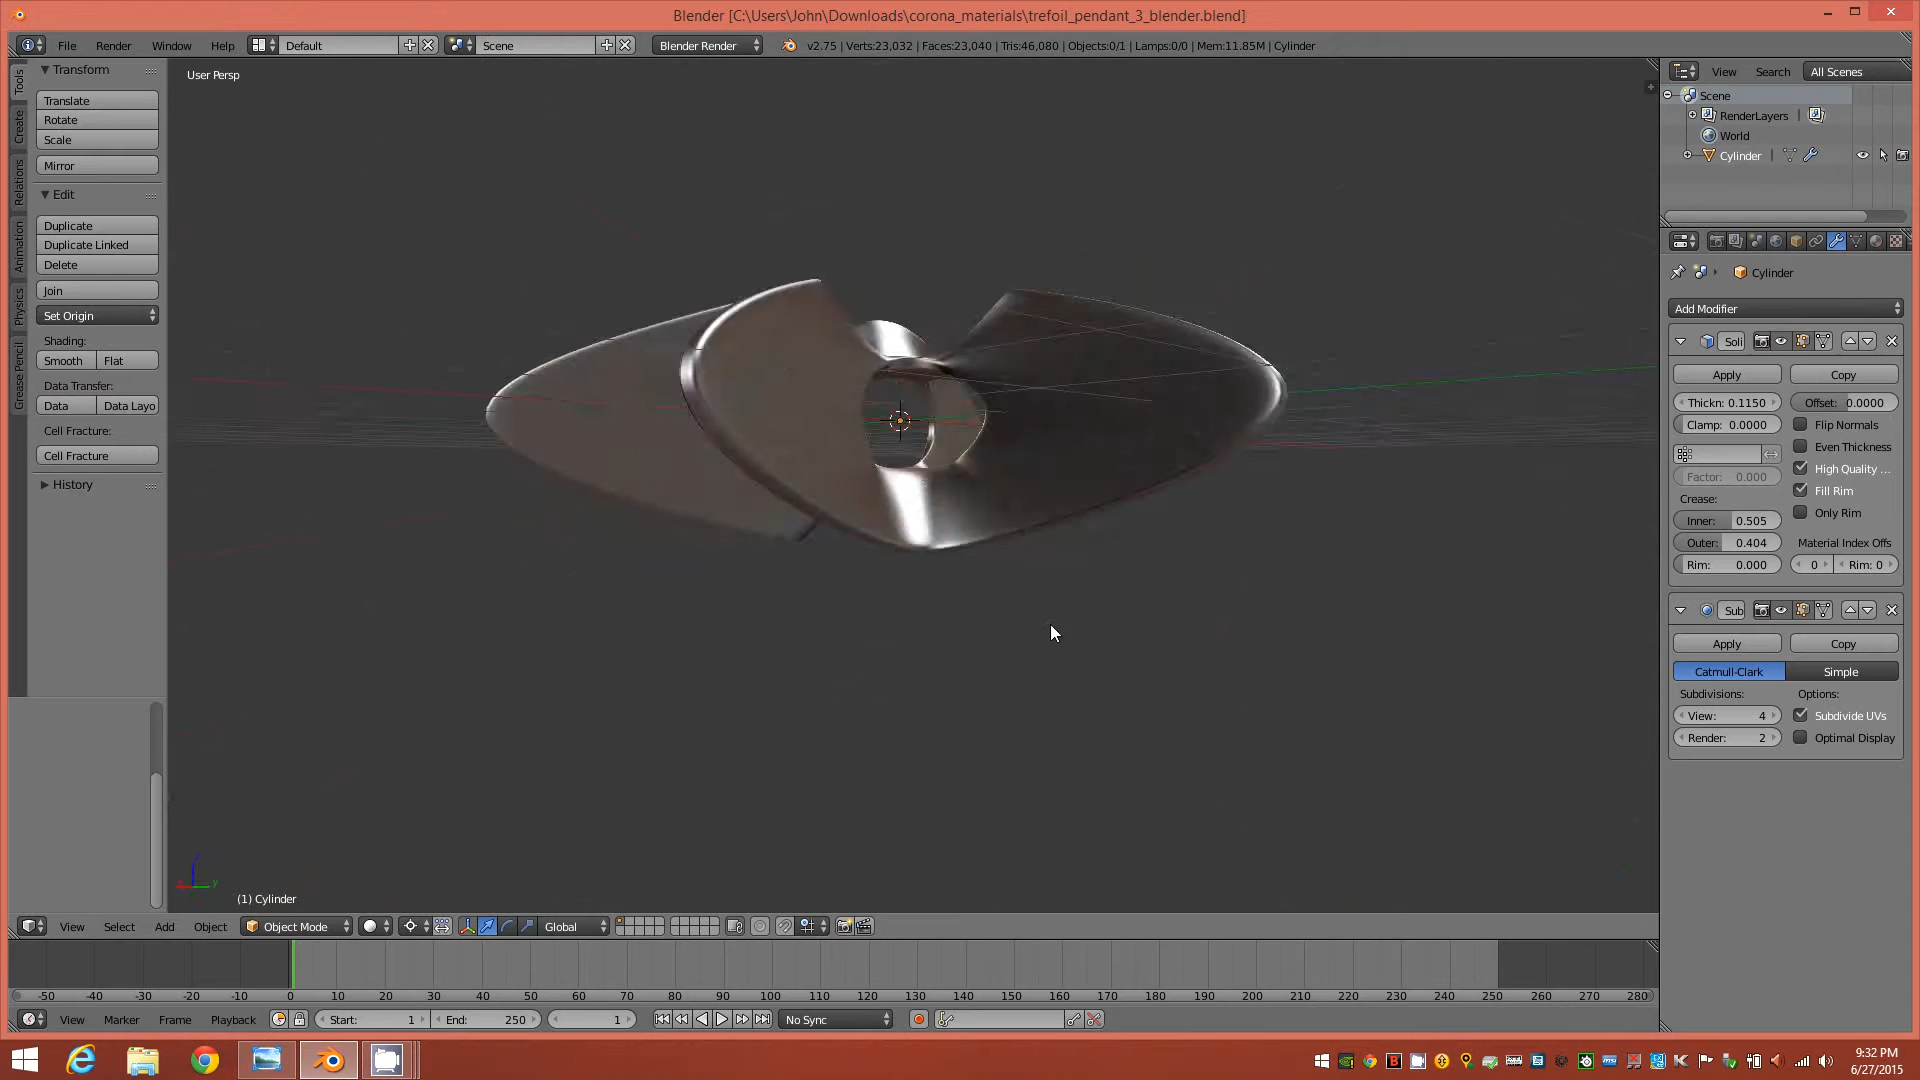 Blender [C:\Users\John\Downloads\corona_materials\trefoil_pendant_3_blender.blend]
File Render Window Help Default Scene Blender Render v2.75 | Verts:23,032 | Faces:23,040 | Tris:46,080 | Objects:0/1 | Lamps:0/0 | Mem:11.85M | Cylinder
Tools
Create
Relations
Animation
Physics
Grease Pencil
Transform
Translate
Rotate
Scale
Mirror
Edit
Duplicate
Duplicate Linked
Delete
Join
Set Origin
Shading:
Smooth Flat
Data Transfer:
Data Data Layo
Cell Fracture:
Cell Fracture
History
User Persp
(1) Cylinder
View Search All Scenes
Scene
RenderLayers
World
Cylinder
Cylinder
Add Modifier
Soli
Apply Copy
Thickn: 0.1150 Offset: 0.0000
Clamp: 0.0000 Flip Normals
Even Thickness
Factor: 0.000 High Quality ...
Crease: Fill Rim
Inner: 0.505 Only Rim
Outer: 0.404 Material Index Offs
Rim: 0.000 0 Rim: 0
Sub
Apply Copy
Catmull-Clark Simple
Subdivisions: Options:
View: 4 Subdivide UVs
Render: 2 Optimal Display
View Select Add Object Object Mode Global
-50 -40 -30 -20 -10 0 10 20 30 40 50 60 70 80 90 100 110 120 130 140 150 160 170 180 190 200 210 220 230 240 250 260 270 280
View Marker Frame Playback Start: 1 End: 250 1 No Sync
9:32 PM
6/27/2015